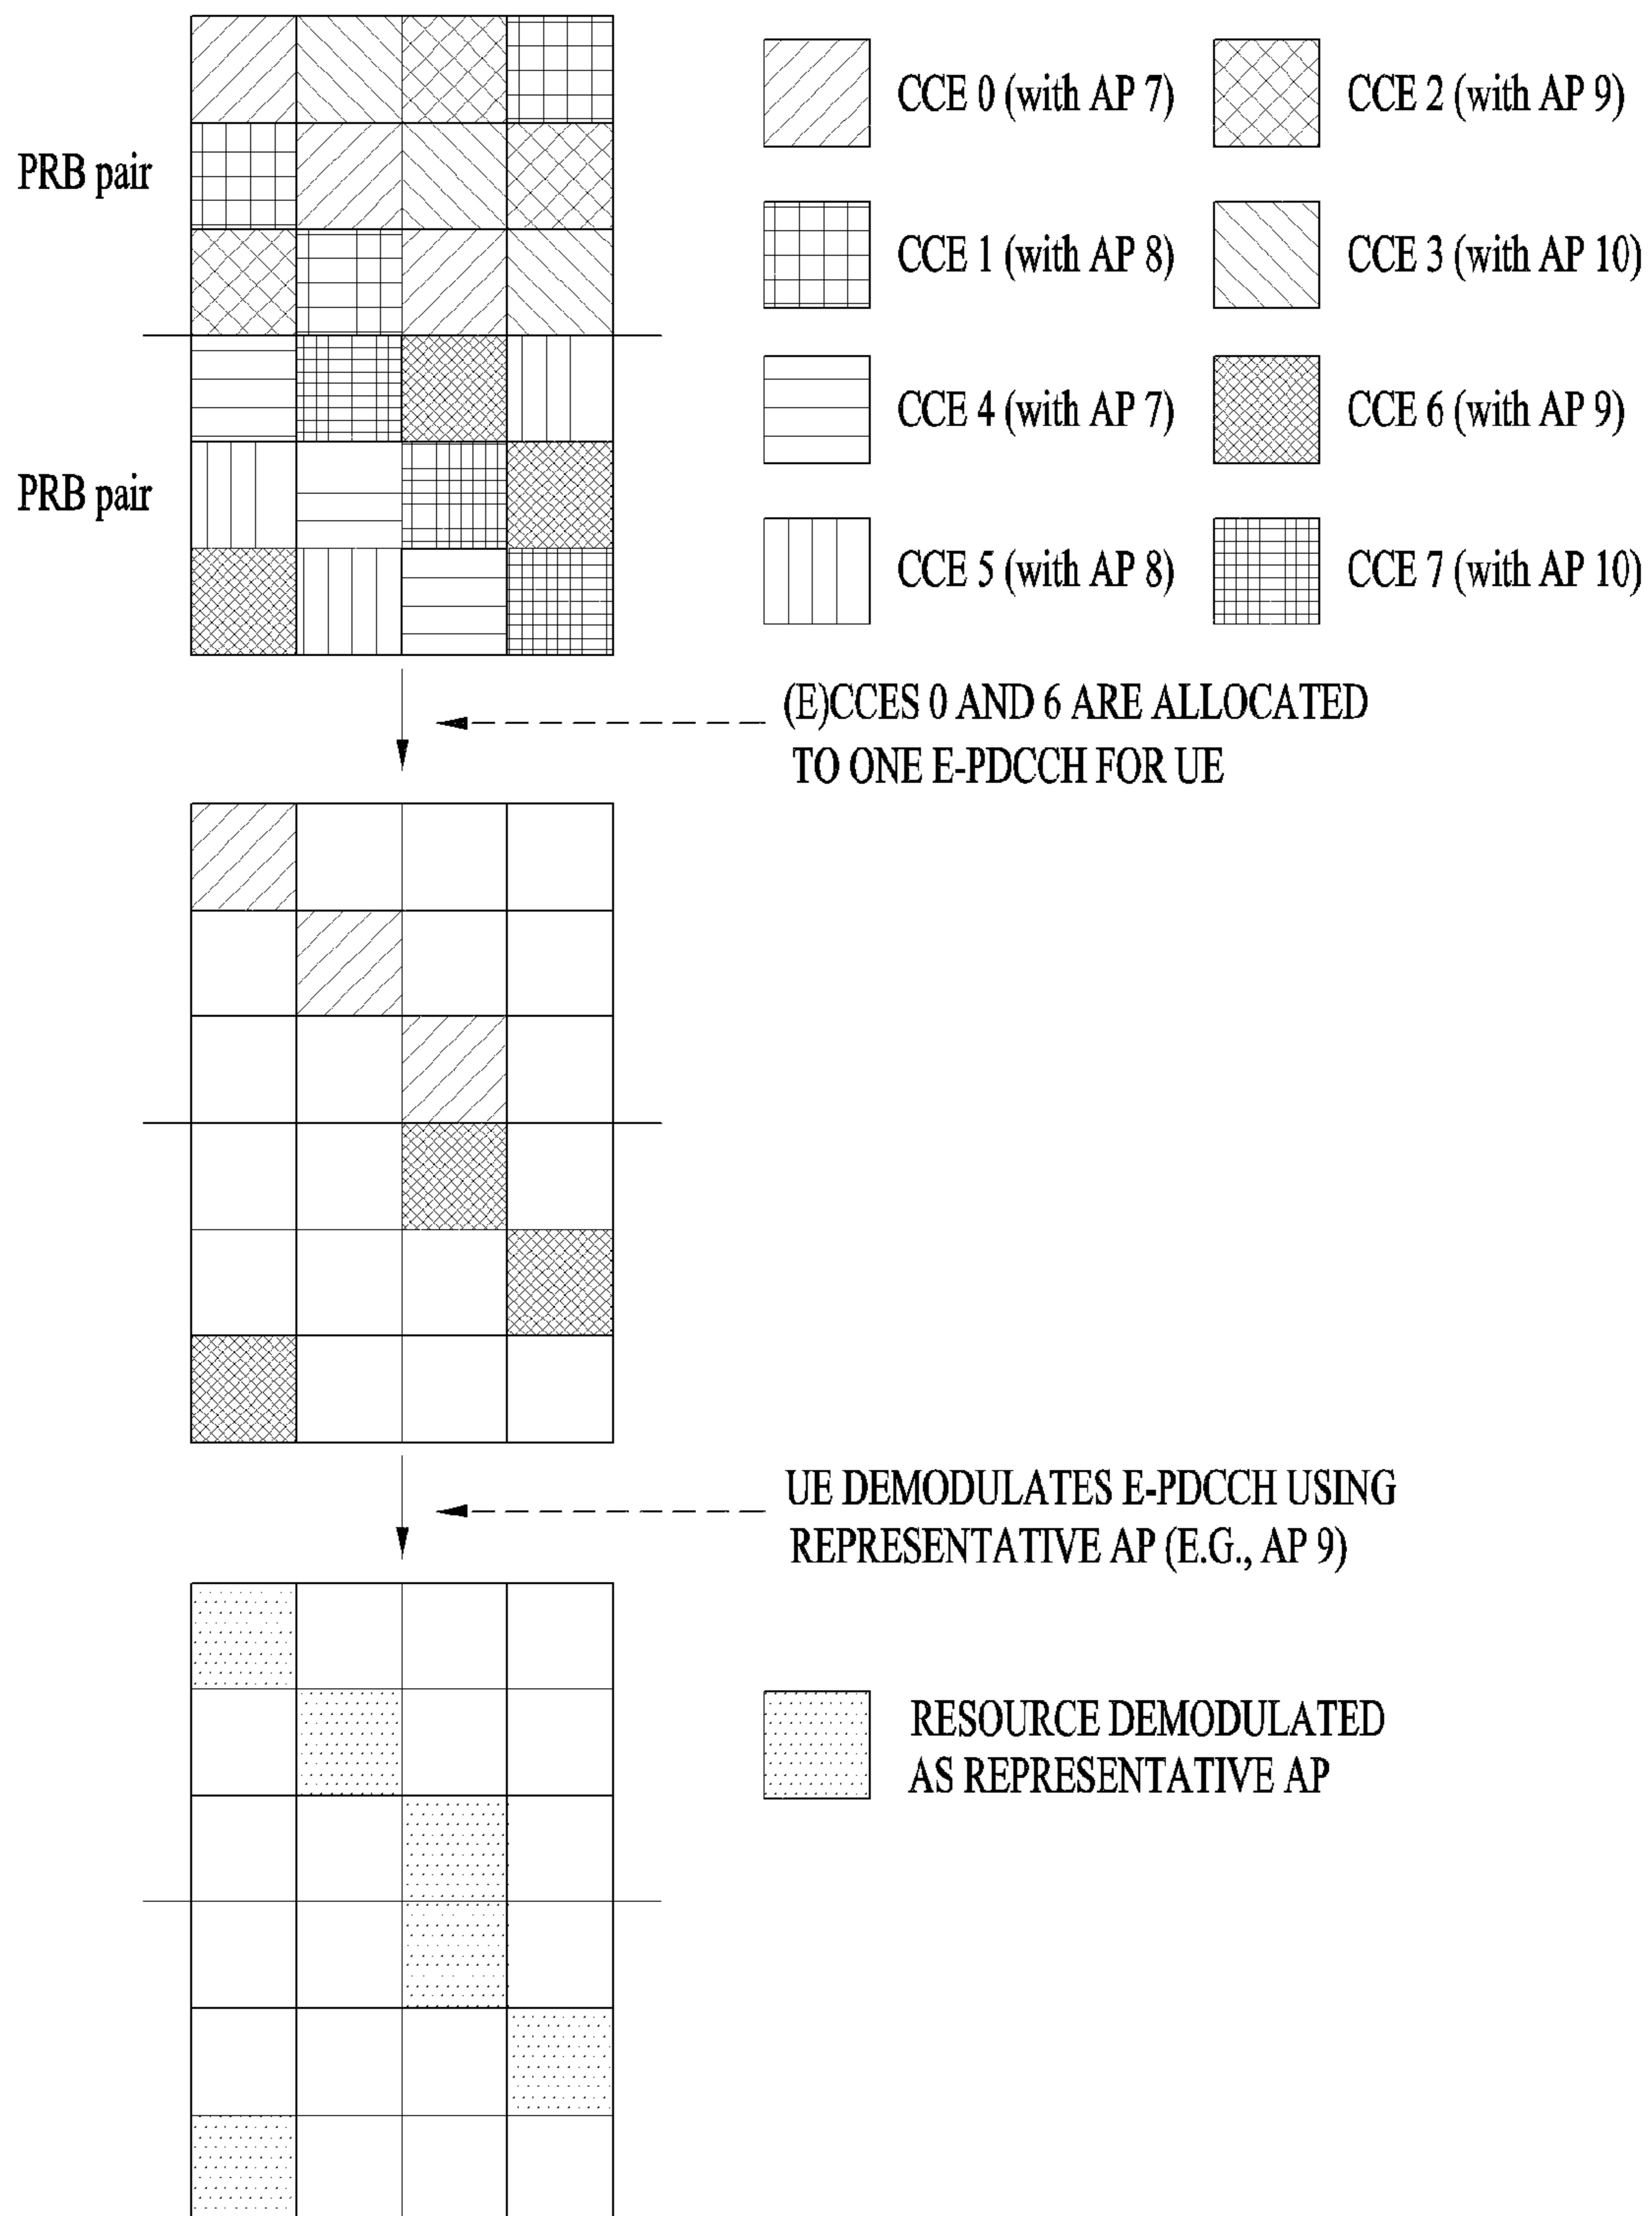 CCE 0 (with AP 7)
CCE 2 (with AP 9)
PRB pair
CCE 1 (with AP 8)
CCE 3 (with AP 10)
CCE 4 (with AP 7)
CCE 6 (with AP 9)
PRB pair
CCE 5 (with AP 8)
CCE 7 (with AP 10)
(E)CCES 0 AND 6 ARE ALLOCATED
TO ONE E-PDCCH FOR UE
UE DEMODULATES E-PDCCH USING
REPRESENTATIVE AP (E.G., AP 9)
RESOURCE DEMODULATED
AS REPRESENTATIVE AP